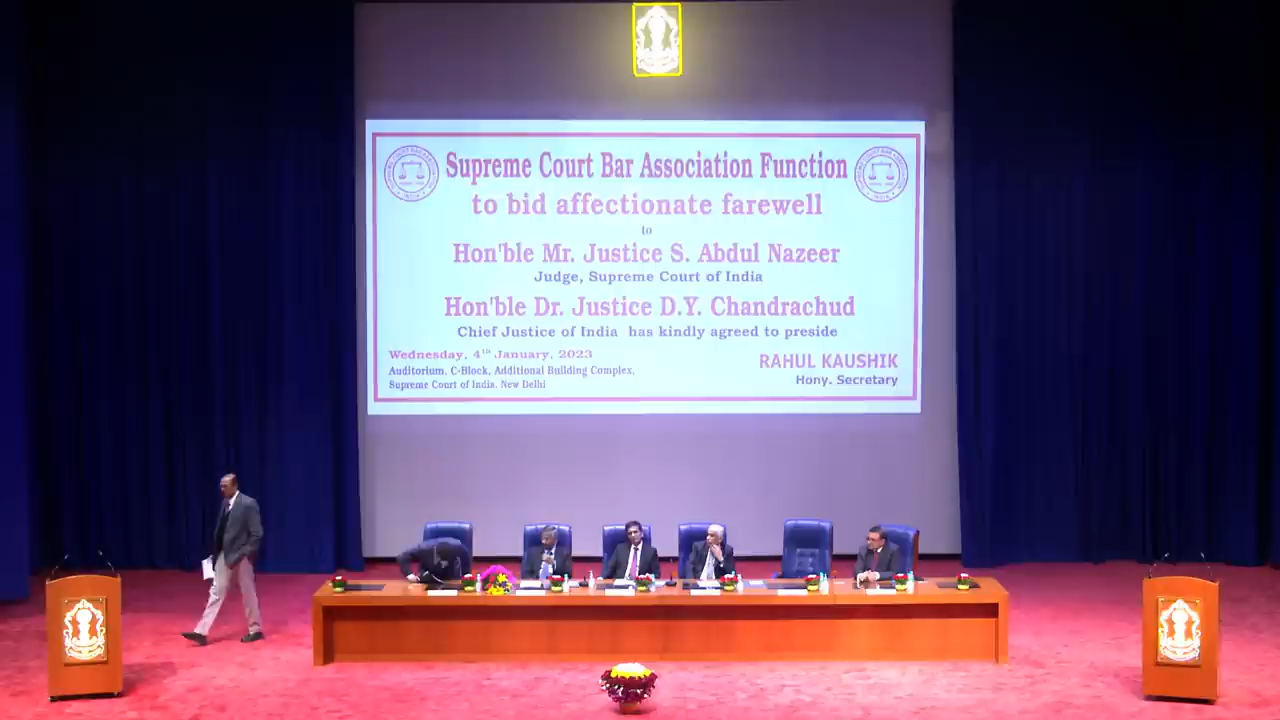 Supreme Court Bar Association Function
to bid affectionate farewell
to
Hon'ble Mr. Justice S. Abdul Nazeer
Judge, Supreme Court of India
Hon'ble Dr. Justice D.Y. Chandrachud
Chief Justice of India has kindly agreed to preside
Wednesday, 4th January, 2023
Auditorium, C-Block, Additional Building Complex,
Supreme Court of India, New Delhi
RAHUL KAUSHIK
Hony. Secretary